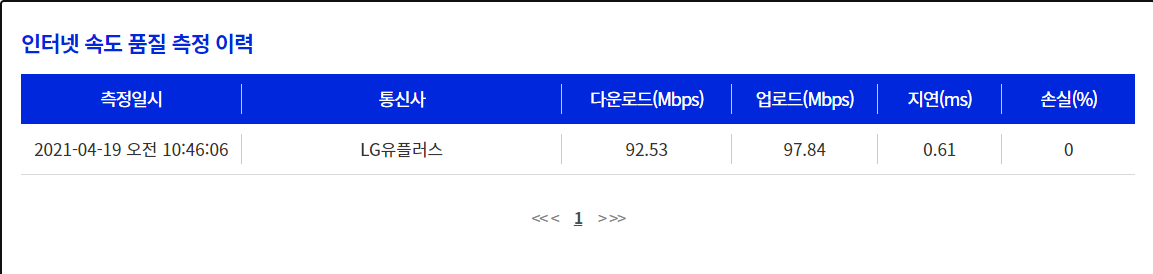 인터넷 속도 품질 측정 이력
측정일시 통신사 다운로드(Mbps) 업로드(Mbps) 지연(ms) 손실(%)
2021-04-19 오전 10:46:06 LG유플러스 92.53 97.84 0.61 0
<< < 1 > >>